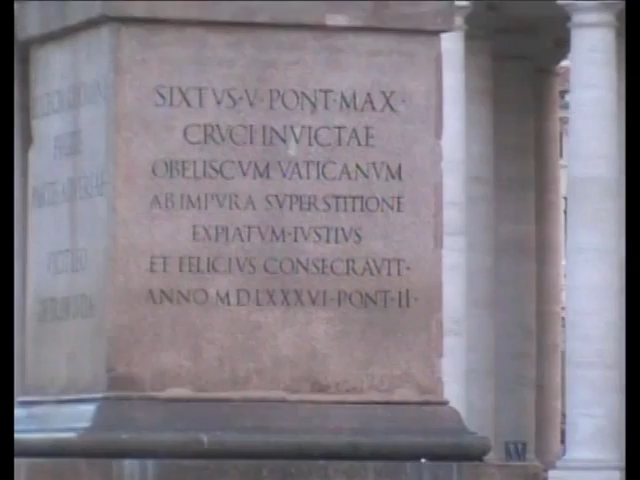 SIXTVS·V·PONT·MAX·
CRVCI INVICTAE
OBELISCVM VATICANVM
AB IMPVRA SVPERSTITIONE
EXPIATVM·IVSTIVS
ET FELICIVS CONSECRAVIT·
ANNO M D LXXXVI·PONT·II·
W